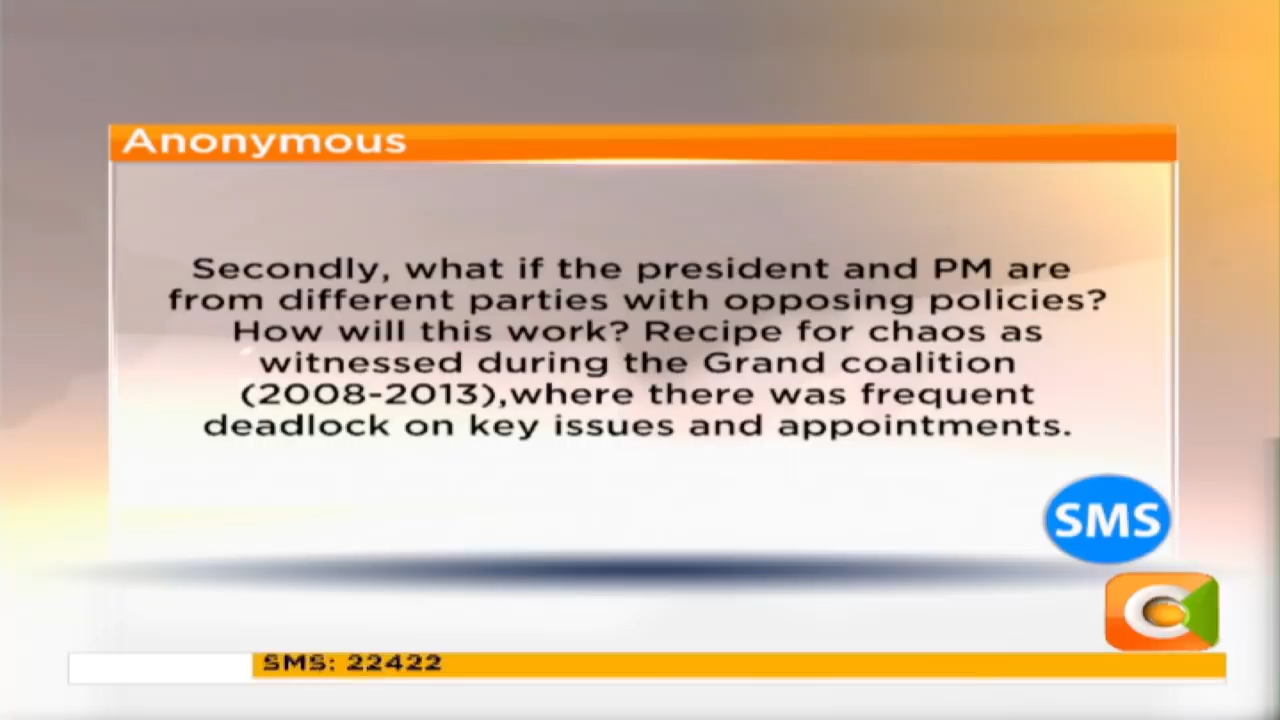 Anonymous
Secondly, what if the president and PM are
from different parties with opposing policies?
How will this work? Recipe for chaos as
witnessed during the Grand coalition
(2008-2013),where there was frequent
deadlock on key issues and appointments.
SMS
SMS: 22422